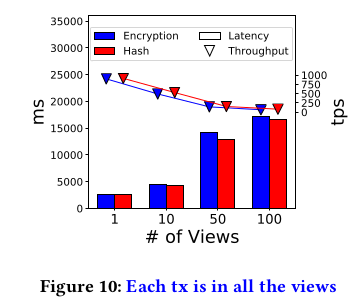 35000
30000
25000
20000
15000
10000
5000
0
ms
Encryption
Hash
Latency
Throughput
1000
750
500
250
0
tps
1 10 50 100
# of Views
Figure 10: Each tx is in all the views